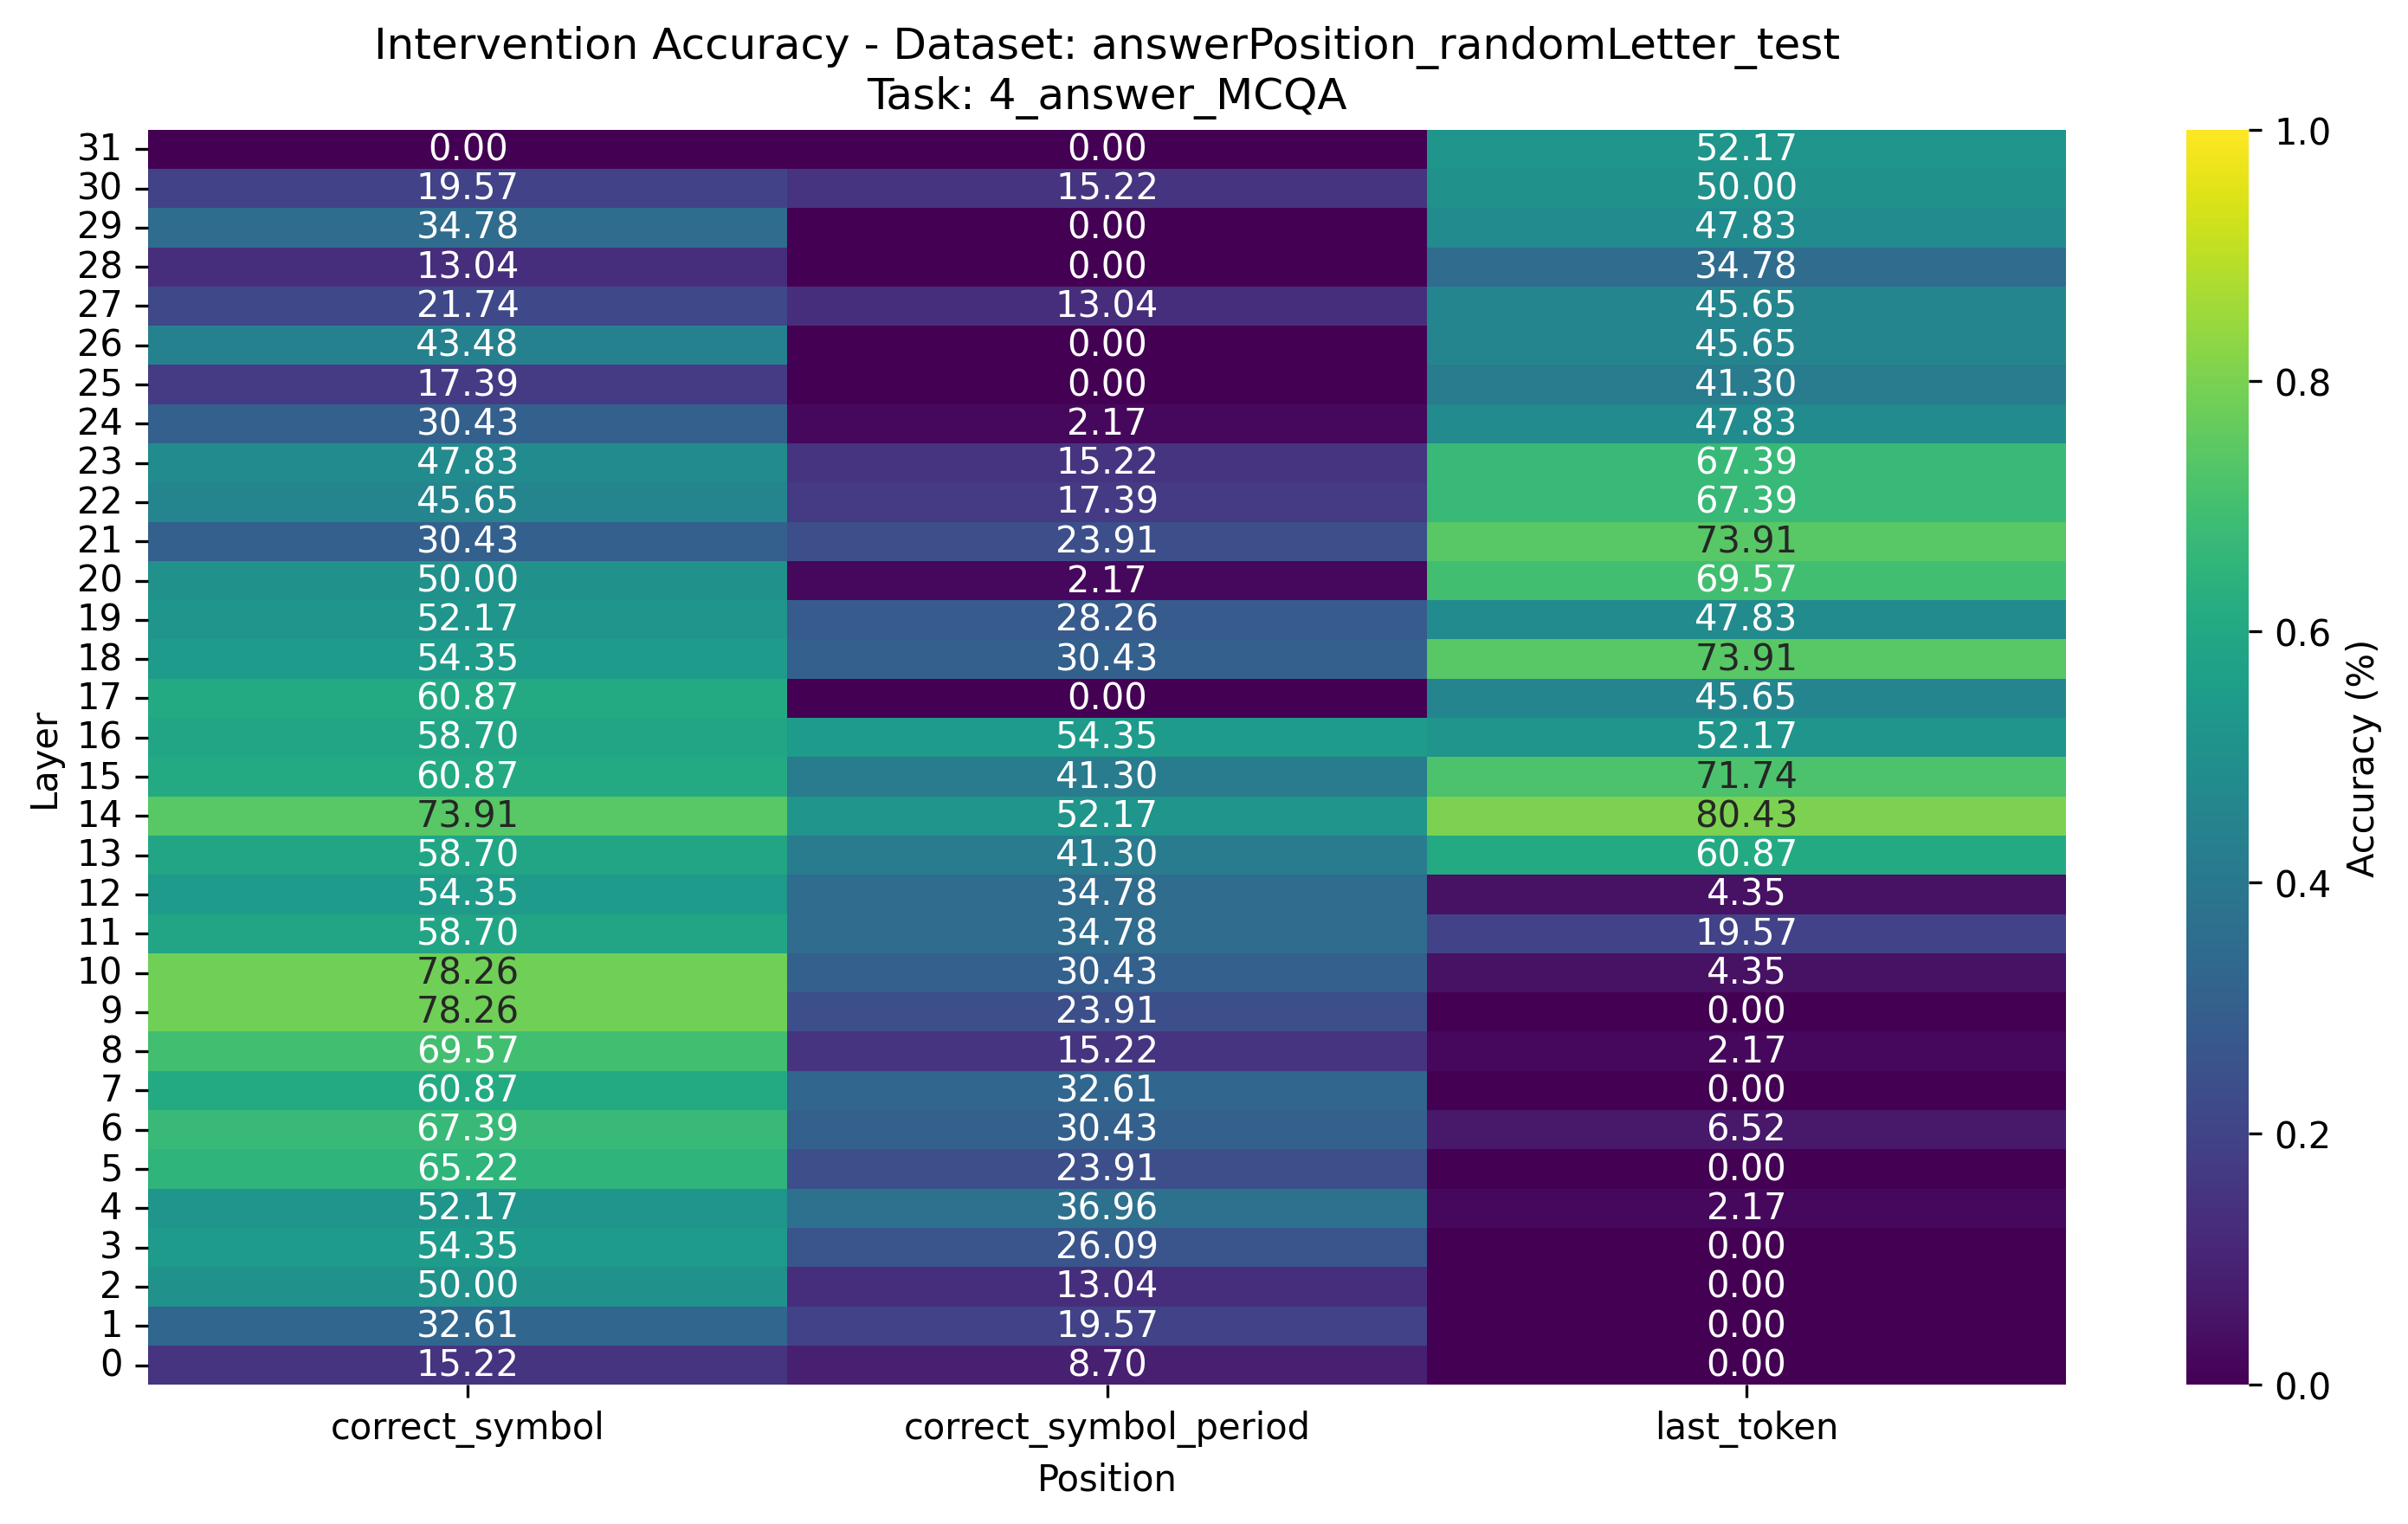 Intervention Accuracy - Dataset: answerPosition_randomLetter_test
Task: 4_answer_MCQA
31 0.00 0.00 52.17
30 19.57 15.22 50.00
29 34.78 0.00 47.83
28 13.04 0.00 34.78
27 21.74 13.04 45.65
26 43.48 0.00 45.65
25 17.39 0.00 41.30
24 30.43 2.17 47.83
23 47.83 15.22 67.39
22 45.65 17.39 67.39
21 30.43 23.91 73.91
20 50.00 2.17 69.57
19 52.17 28.26 47.83
18 54.35 30.43 73.91
17 60.87 0.00 45.65
16 58.70 54.35 52.17
15 60.87 41.30 71.74
14 73.91 52.17 80.43
13 58.70 41.30 60.87
12 54.35 34.78 4.35
11 58.70 34.78 19.57
10 78.26 30.43 4.35
9 78.26 23.91 0.00
8 69.57 15.22 2.17
7 60.87 32.61 0.00
6 67.39 30.43 6.52
5 65.22 23.91 0.00
4 52.17 36.96 2.17
3 54.35 26.09 0.00
2 50.00 13.04 0.00
1 32.61 19.57 0.00
0 15.22 8.70 0.00
correct_symbol correct_symbol_period last_token
Position
Layer
1.0
0.8
0.6
0.4
0.2
0.0
Accuracy (%)